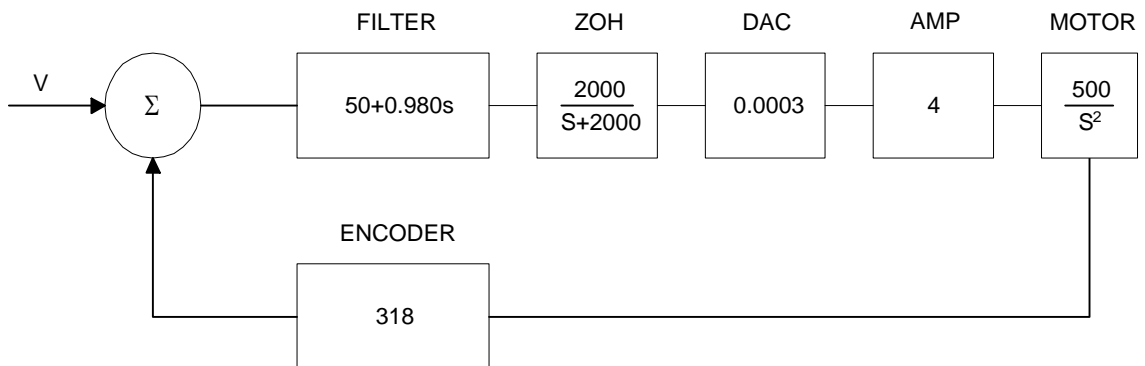 FILTER ZOH DAC AMP MOTOR
V
Σ
50+0.980s
2000
S+2000
0.0003
4
500
S²
ENCODER
318